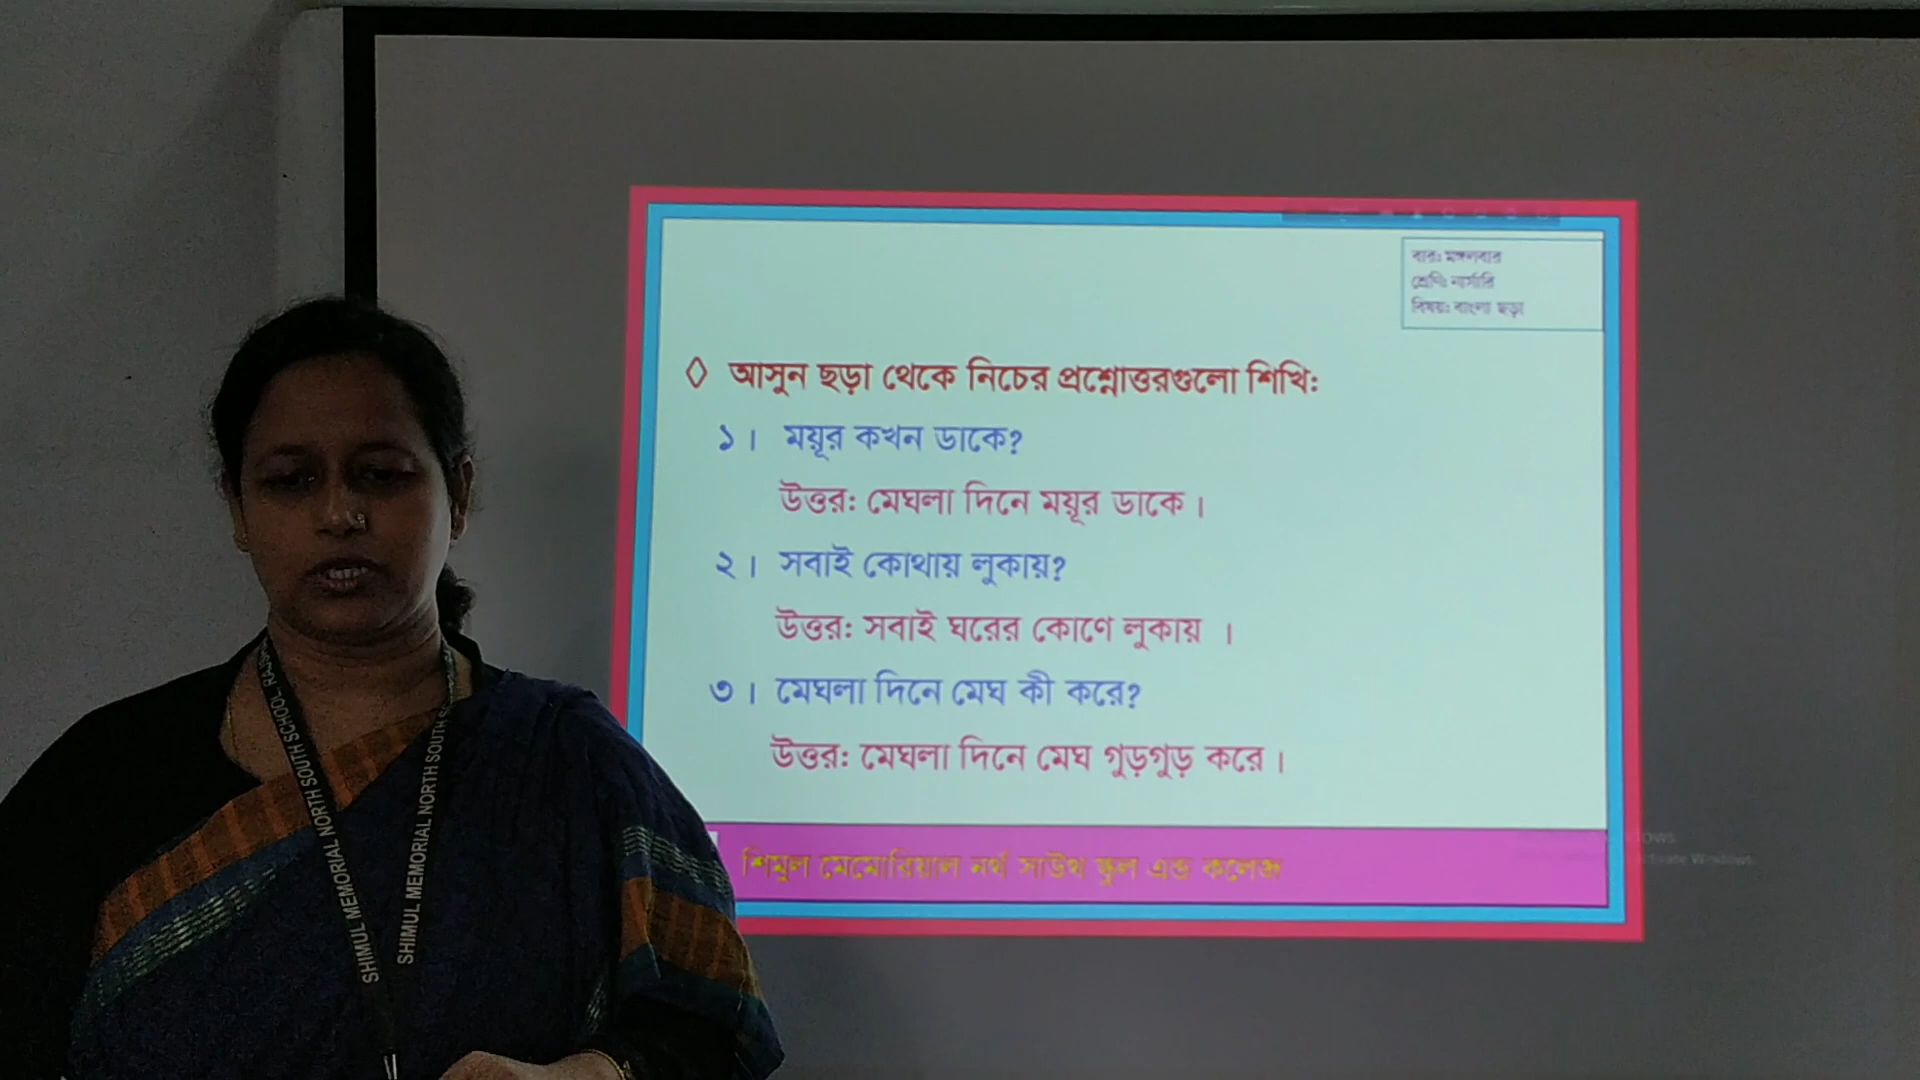 বারঃ মঙ্গলবার
শ্রেণিঃ নার্সারি
বিষয়ঃ বাংলা ছড়া
◊ আসুন ছড়া থেকে নিচের প্রশ্নোত্তরগুলো শিখি:
১। ময়ূর কখন ডাকে?
উত্তর: মেঘলা দিনে ময়ূর ডাকে।
২। সবাই কোথায় লুকায়?
উত্তর: সবাই ঘরের কোণে লুকায় ।
৩। মেঘলা দিনে মেঘ কী করে?
উত্তর: মেঘলা দিনে মেঘ গুড়গুড় করে।
শিমুল মেমোরিয়াল নর্থ সাউথ স্কুল এন্ড কলেজ
SHIMUL MEMORIAL NORTH SOUTH SCHOOL
SHIMUL MEMORIAL NORTH SOUTH